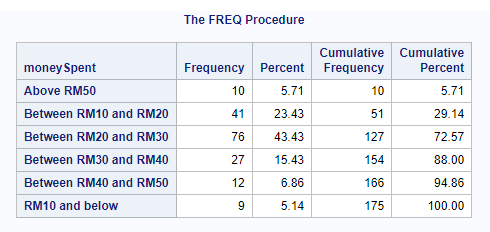 The FREQ Procedure
moneySpent Frequency Percent Cumulative Frequency Cumulative Percent
Above RM50 10 5.71 10 5.71
Between RM10 and RM20 41 23.43 51 29.14
Between RM20 and RM30 76 43.43 127 72.57
Between RM30 and RM40 27 15.43 154 88.00
Between RM40 and RM50 12 6.86 166 94.86
RM10 and below 9 5.14 175 100.00